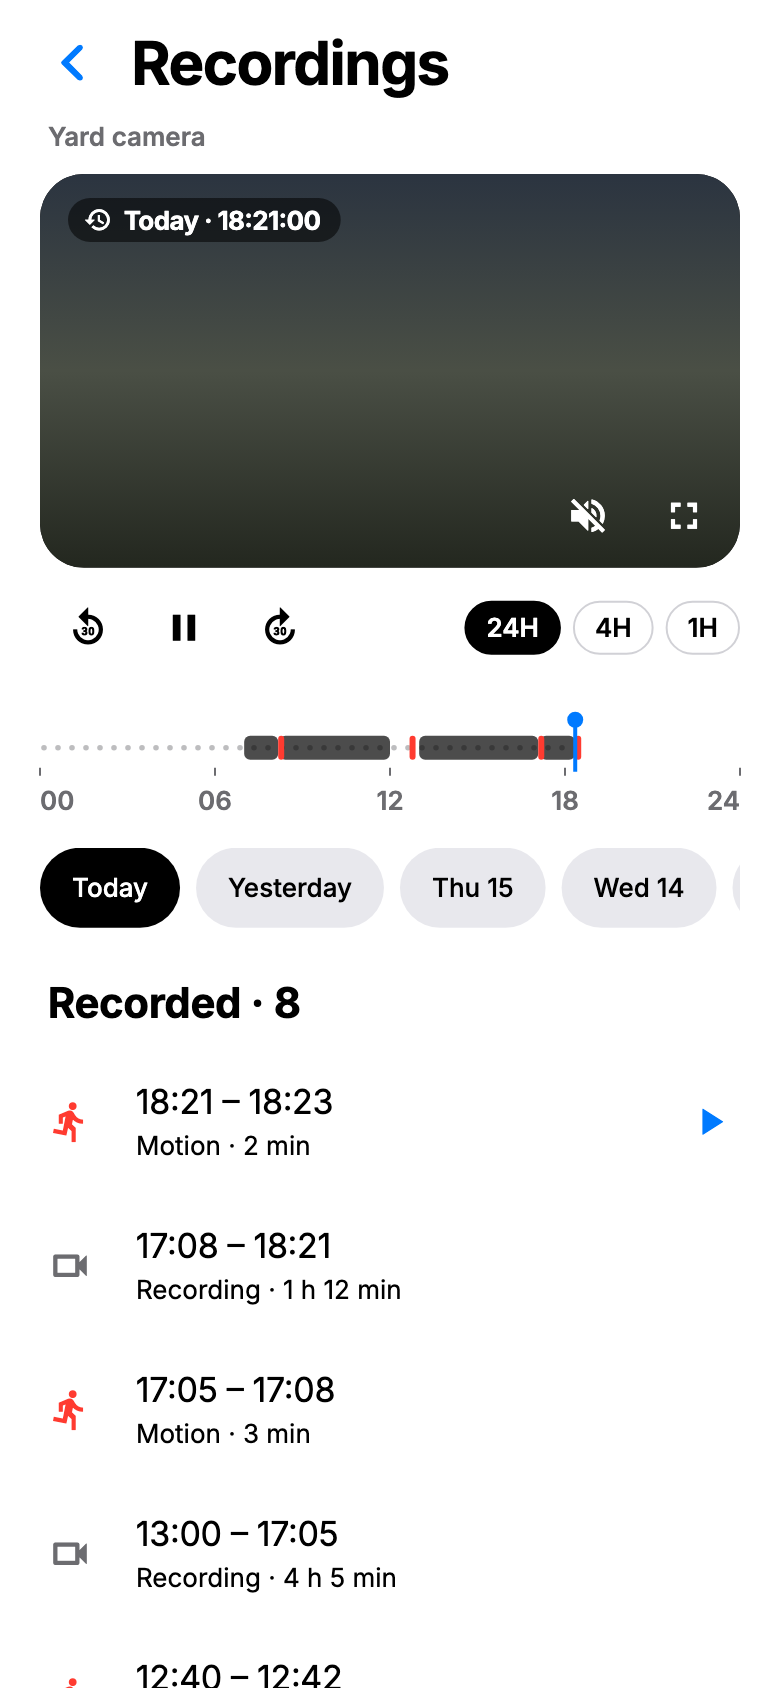 Recordings
Yard camera
Today · 18:21:00
30
30
24H
4H
1H
00
06
12
18
24
Today
Yesterday
Thu 15
Wed 14
Recorded · 8
18:21 – 18:23
Motion · 2 min
17:08 – 18:21
Recording · 1 h 12 min
17:05 – 17:08
Motion · 3 min
13:00 – 17:05
Recording · 4 h 5 min
12:40 – 12:42